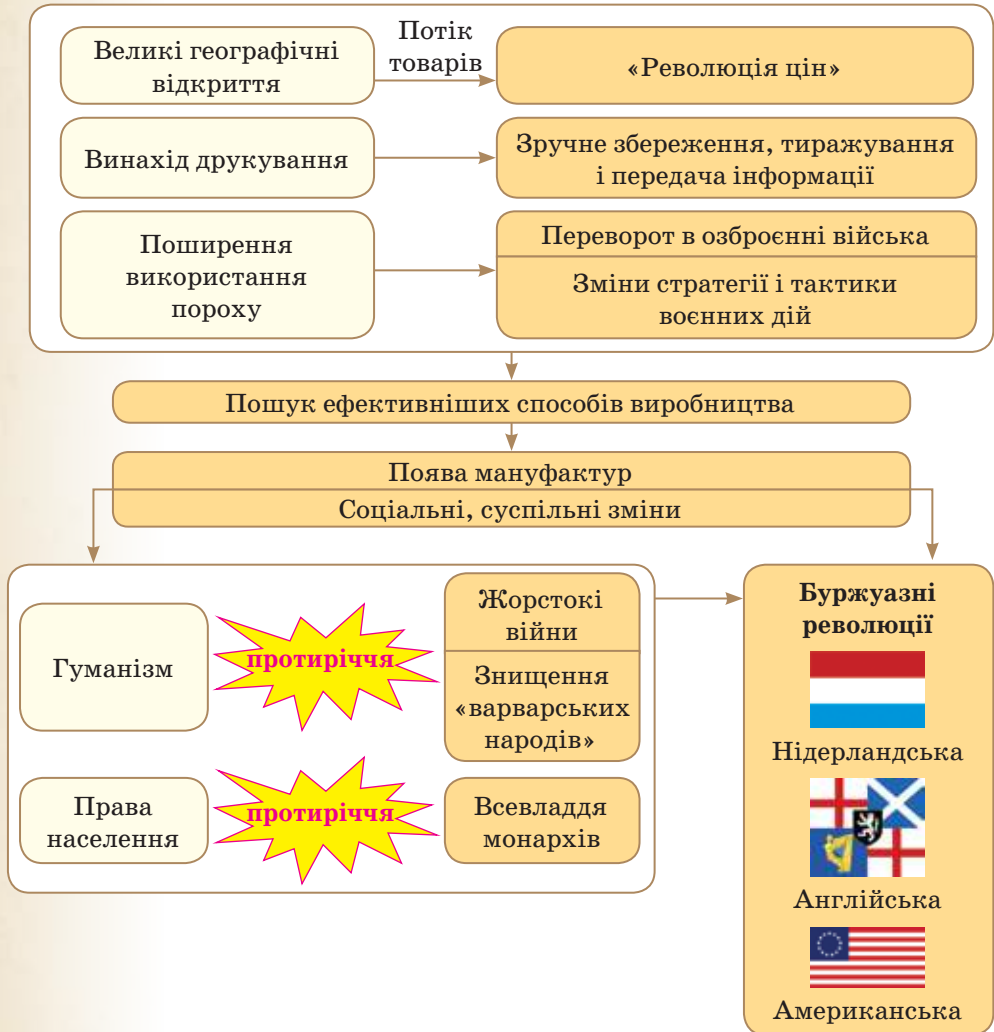 Великі географічні
відкриття
Потік
товарів
«Революція цін»
Винахід друкування
Зручне збереження, тиражування
і передача інформації
Поширення
використання
пороху
Переворот в озброєнні війська
Зміни стратегії і тактики
воєнних дій
Пошук ефективніших способів виробництва
Поява мануфактур
Соціальні, суспільні зміни
Гуманізм
протиріччя
Жорстокі
війни
Знищення
«варварських
народів»
Права
населення
протиріччя
Всевладдя
монархів
Буржуазні
революції
Нідерландська
Англійська
Американська